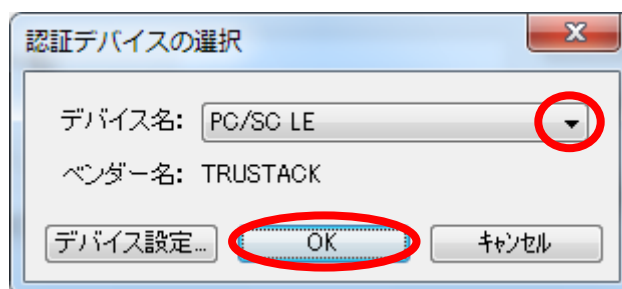 認証デバイスの選択
デバイス名: PC/SC LE
ベンダー名: TRUSTACK
デバイス設定... OK キャンセル